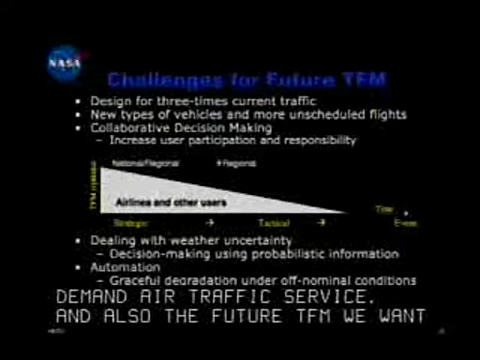 NASA
Challenges for Future TFM
• Design for three-times current traffic
• New types of vehicles and more unscheduled flights
• Collaborative Decision Making
– Increase user participation and responsibility
National/Regional → Regional
Airlines and other users
Time
Strategic → Tactical → Event
• Dealing with weather uncertainty
– Decision-making using probabilistic information
• Automation
– Graceful degradation under off-nominal conditions
DEMAND AIR TRAFFIC SERVICE.
AND ALSO THE FUTURE TFM WE WANT